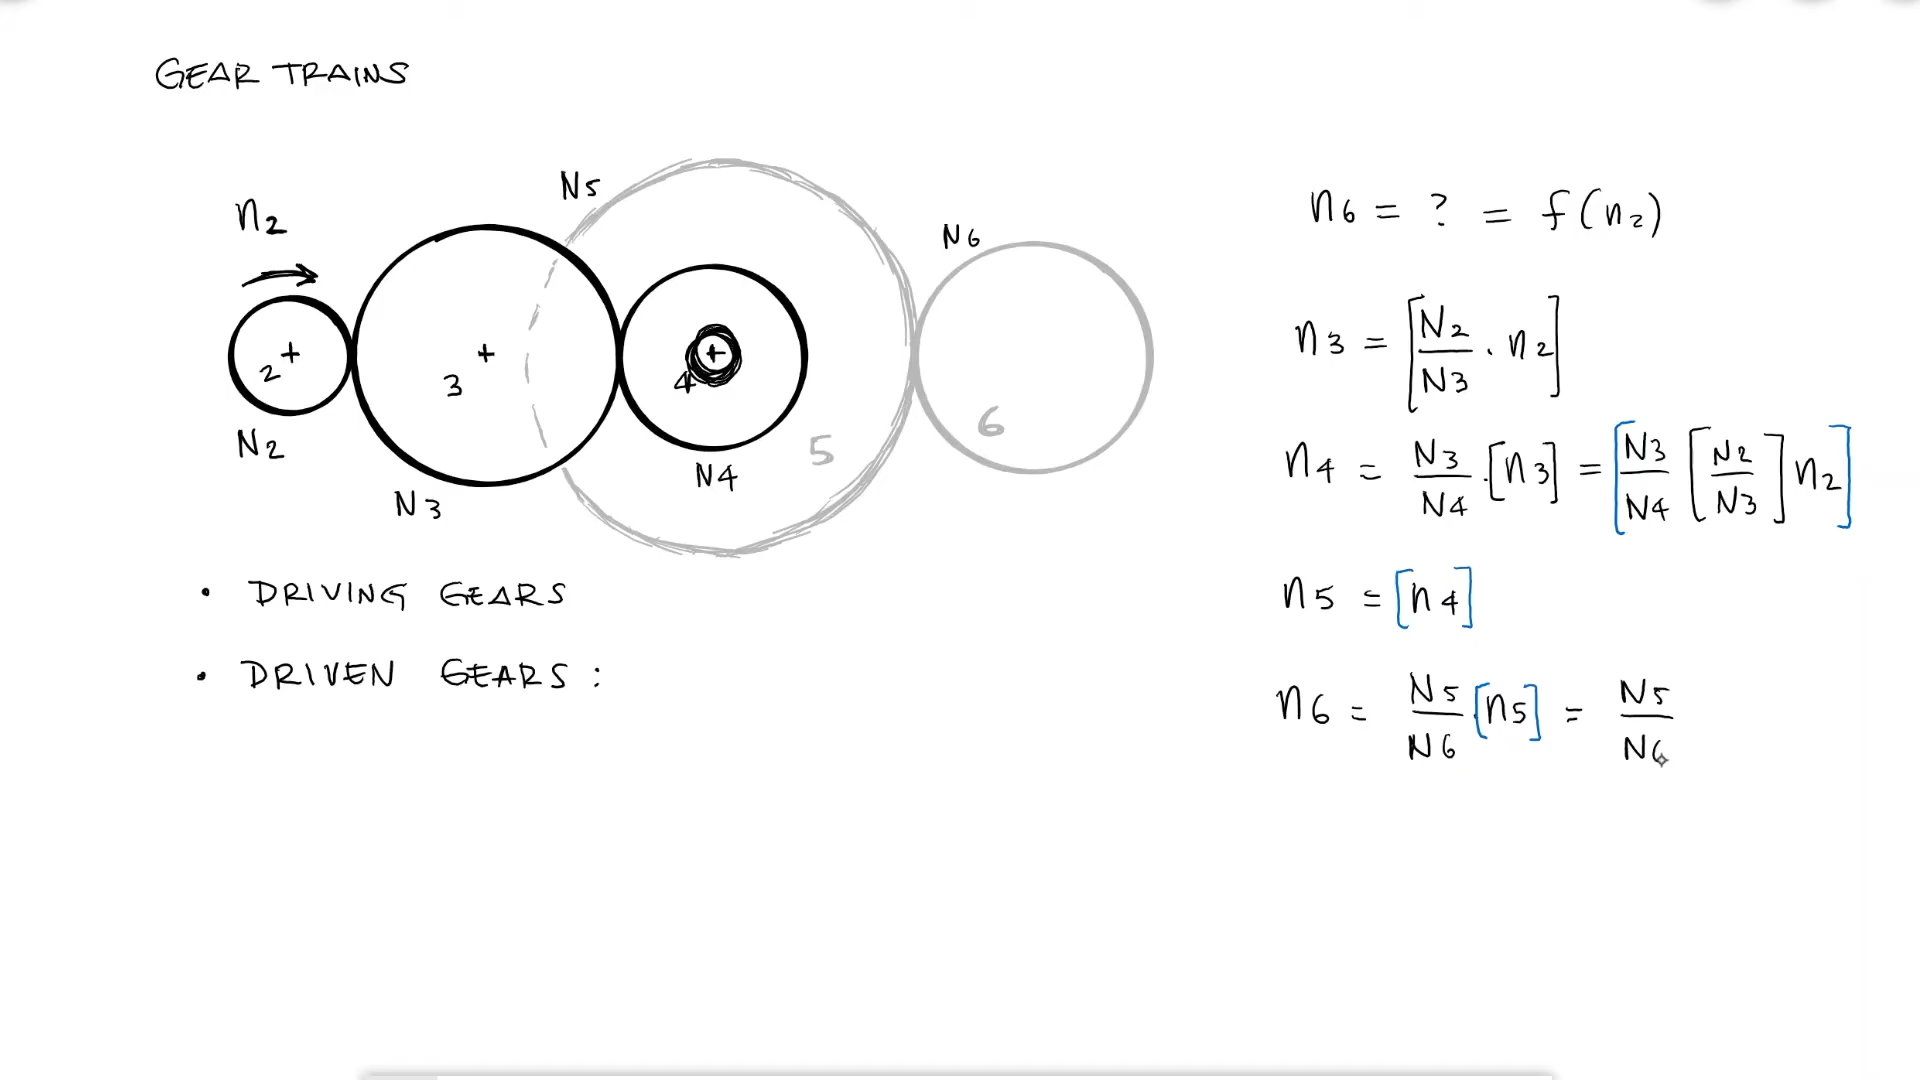 GEAR TRAINS
n2
N5
N6
2
3
4
5
6
N2
N3
N4
• DRIVING GEARS
• DRIVEN GEARS :
n6 = ? = f(n2)
n3 = [N2/N3 . n2]
n4 = N3/N4 . [n3] = [N3/N4 [N2/N3] n2]
n5 = [n4]
n6 = N5/N6 [n5] = N5/N6